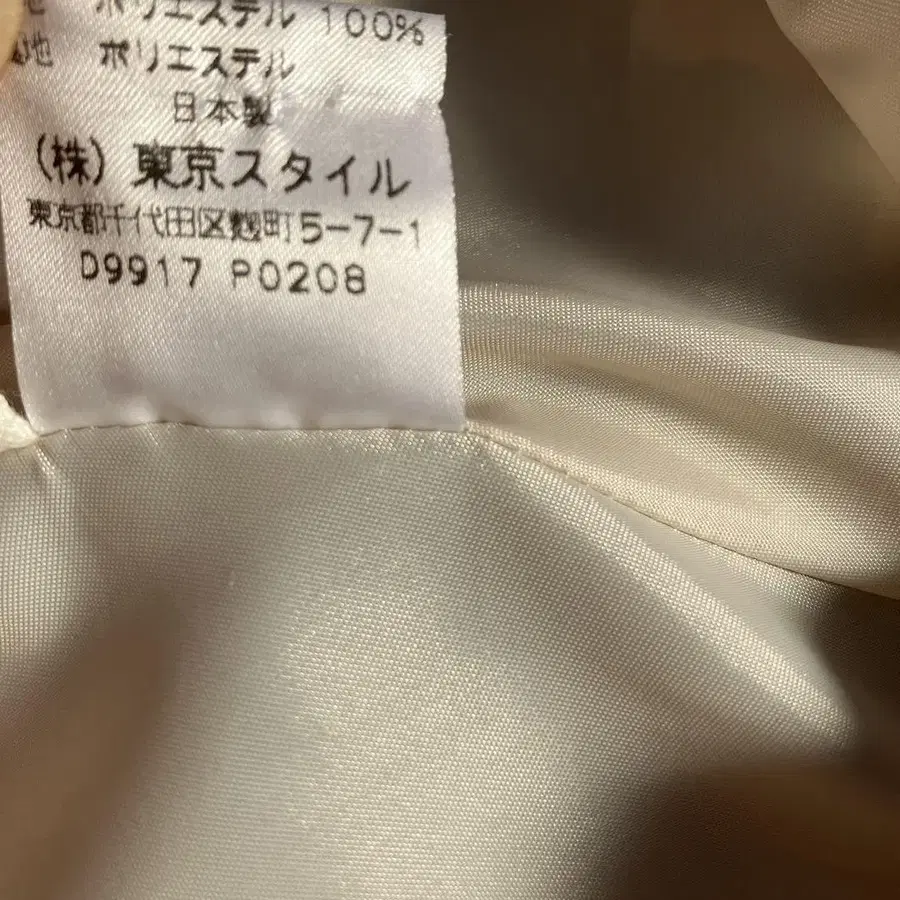 ポリエステル 100%
ポリエステル
日本製
(株) 東京スタイル
東京都千代田区麹町5-7-1
D9917 P0208